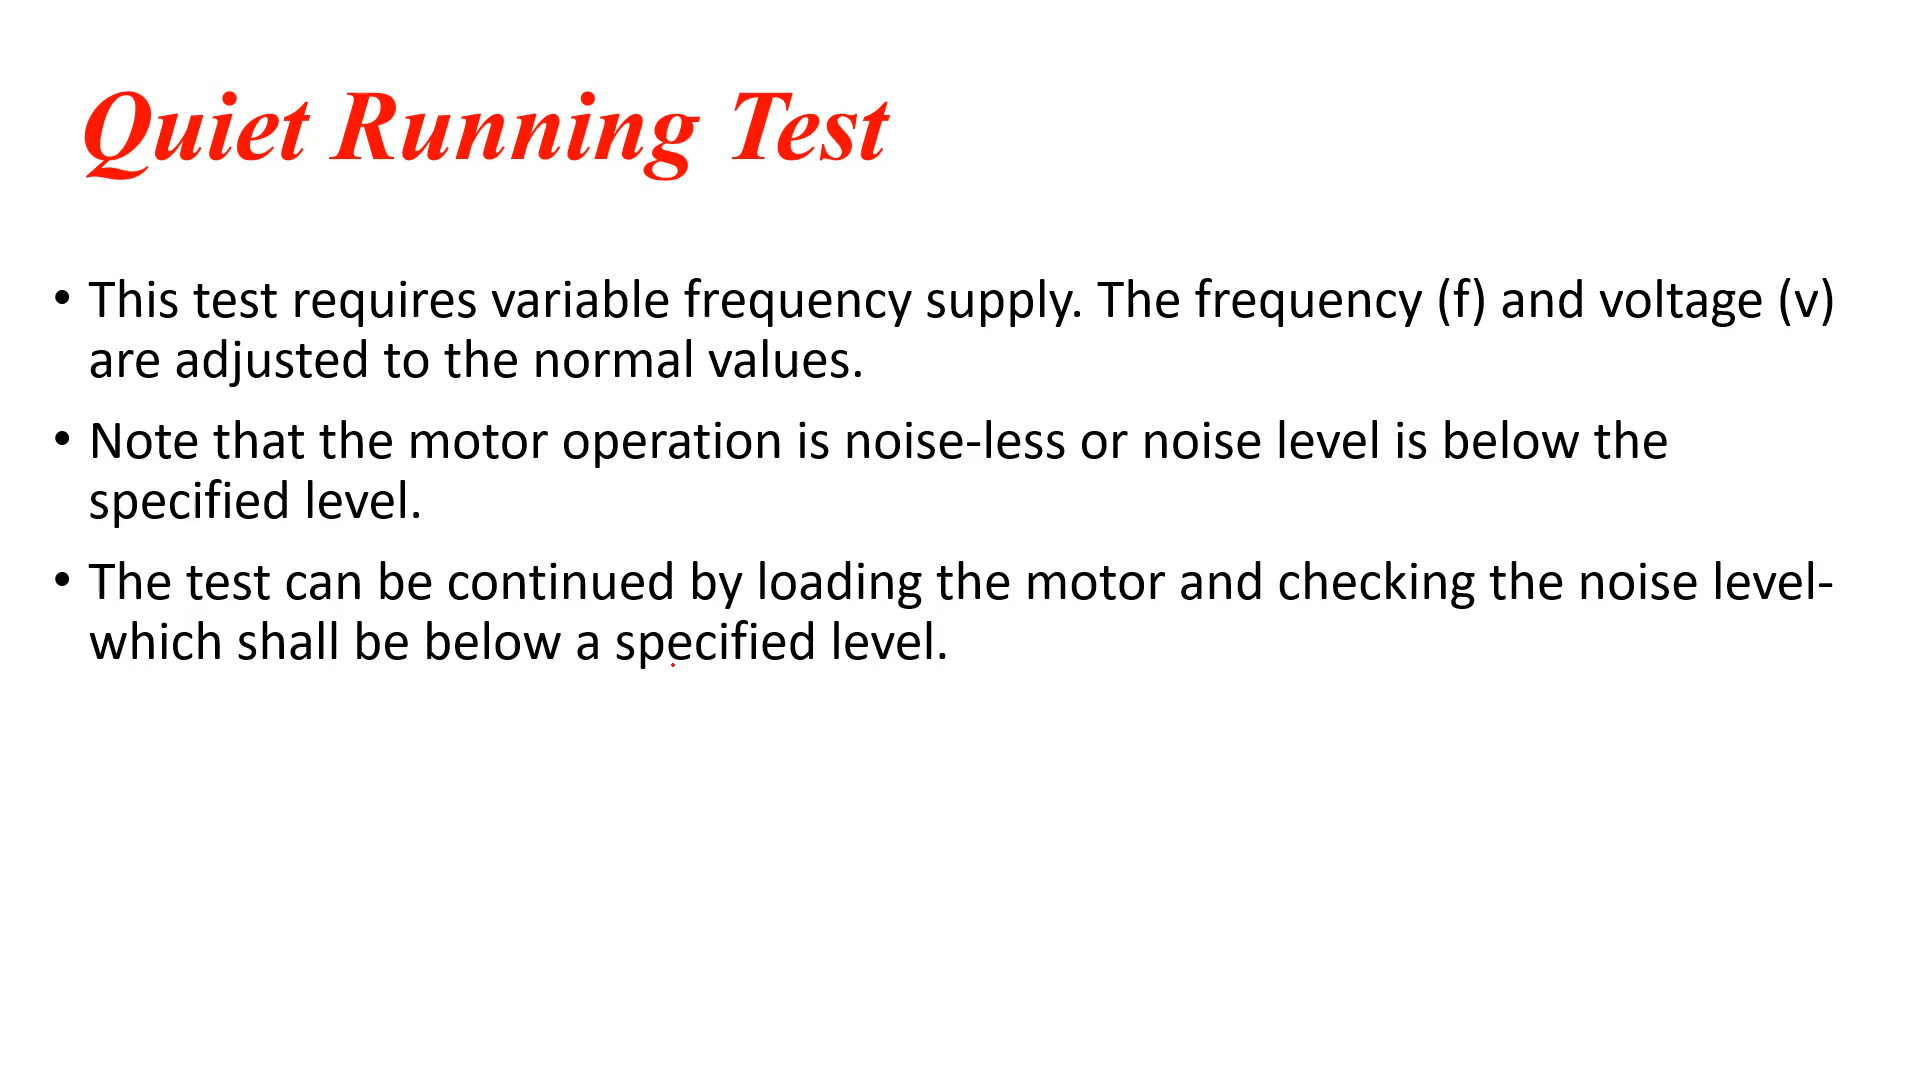 Quiet Running Test
• This test requires variable frequency supply. The frequency (f) and voltage (v)
are adjusted to the normal values.
• Note that the motor operation is noise-less or noise level is below the
specified level.
• The test can be continued by loading the motor and checking the noise level-
which shall be below a specified level.